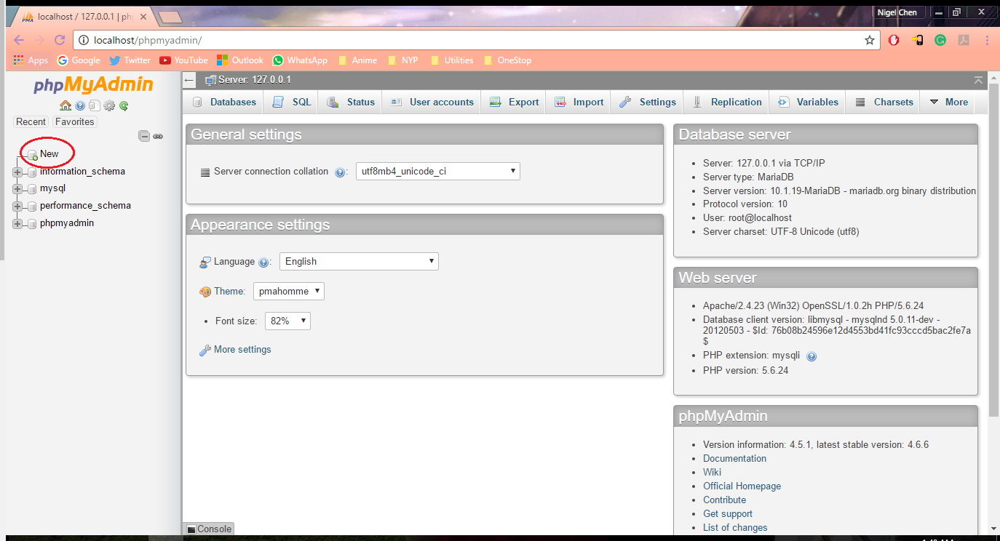 localhost / 127.0.0.1 | ph
Nigel Chen
localhost/phpmyadmin/
Apps Google Twitter YouTube Outlook WhatsApp Anime NYP Utilities OneStop
phpMyAdmin
Recent Favorites
New
information_schema
mysql
performance_schema
phpmyadmin
Server: 127.0.0.1
Databases SQL Status User accounts Export Import Settings Replication Variables Charsets More
General settings
Server connection collation : utf8mb4_unicode_ci
Appearance settings
Language : English
Theme: pmahomme
• Font size: 82%
More settings
Console
Database server
• Server: 127.0.0.1 via TCP/IP
• Server type: MariaDB
• Server version: 10.1.19-MariaDB - mariadb.org binary distribution
• Protocol version: 10
• User: root@localhost
• Server charset: UTF-8 Unicode (utf8)
Web server
• Apache/2.4.23 (Win32) OpenSSL/1.0.2h PHP/5.6.24
• Database client version: libmysql - mysqlnd 5.0.11-dev -
20120503 - $Id: 76b08b24596e12d4553bd41fc93cccd5bac2fe7a
$
• PHP extension: mysqli
• PHP version: 5.6.24
phpMyAdmin
• Version information: 4.5.1, latest stable version: 4.6.6
• Documentation
• Wiki
• Official Homepage
• Contribute
• Get support
• List of changes